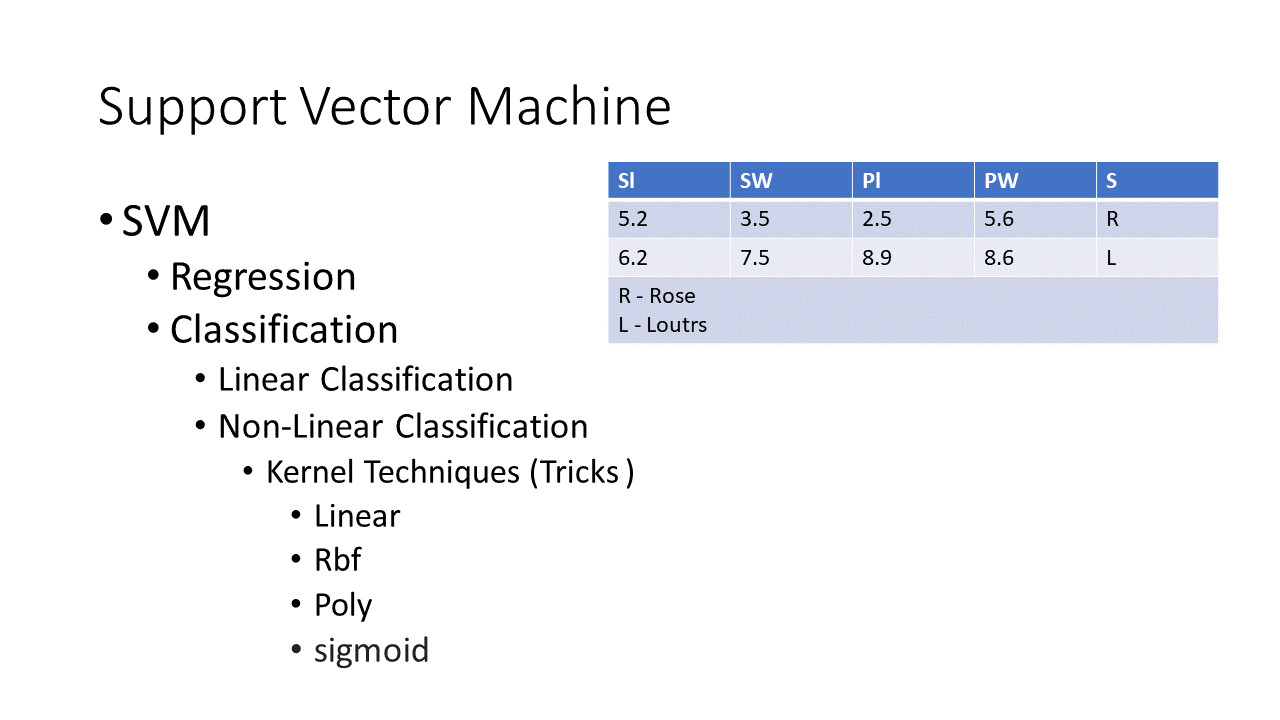 Support Vector Machine
• SVM
• Regression
• Classification
• Linear Classification
• Non-Linear Classification
• Kernel Techniques (Tricks )
• Linear
• Rbf
• Poly
• sigmoid
Sl SW Pl PW S
5.2 3.5 2.5 5.6 R
6.2 7.5 8.9 8.6 L
R - Rose
L - Loutrs